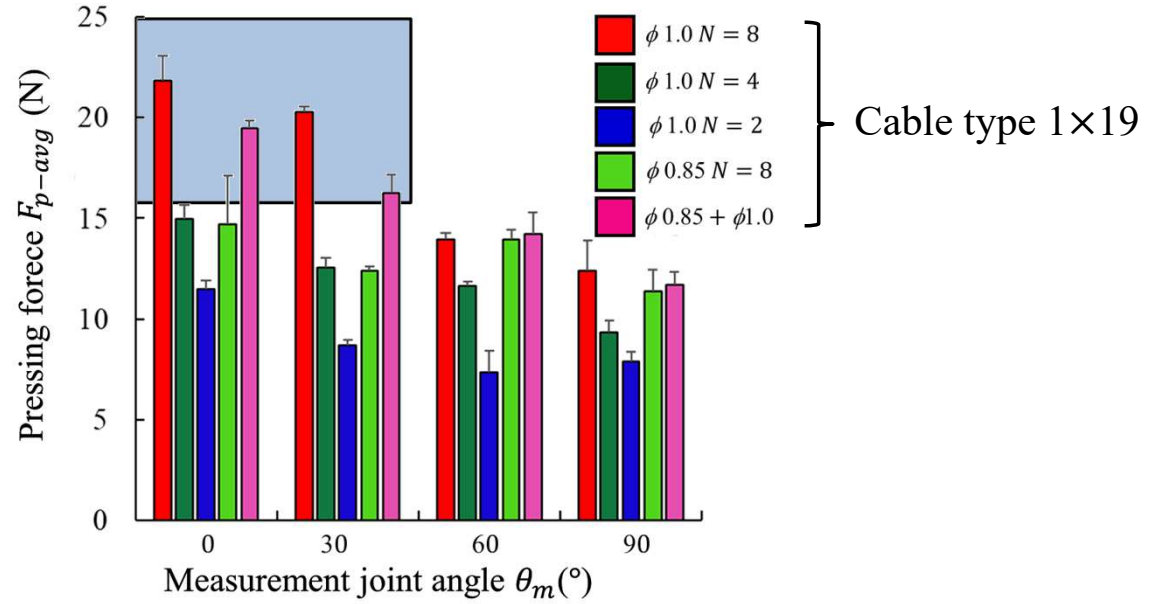 25
20
15
10
5
0
Pressing forece F_{p-avg} (N)
0 30 60 90
Measurement joint angle θ_m(°)
ϕ 1.0 N = 8
ϕ 1.0 N = 4
ϕ 1.0 N = 2
ϕ 0.85 N = 8
ϕ 0.85 + ϕ1.0
Cable type 1×19